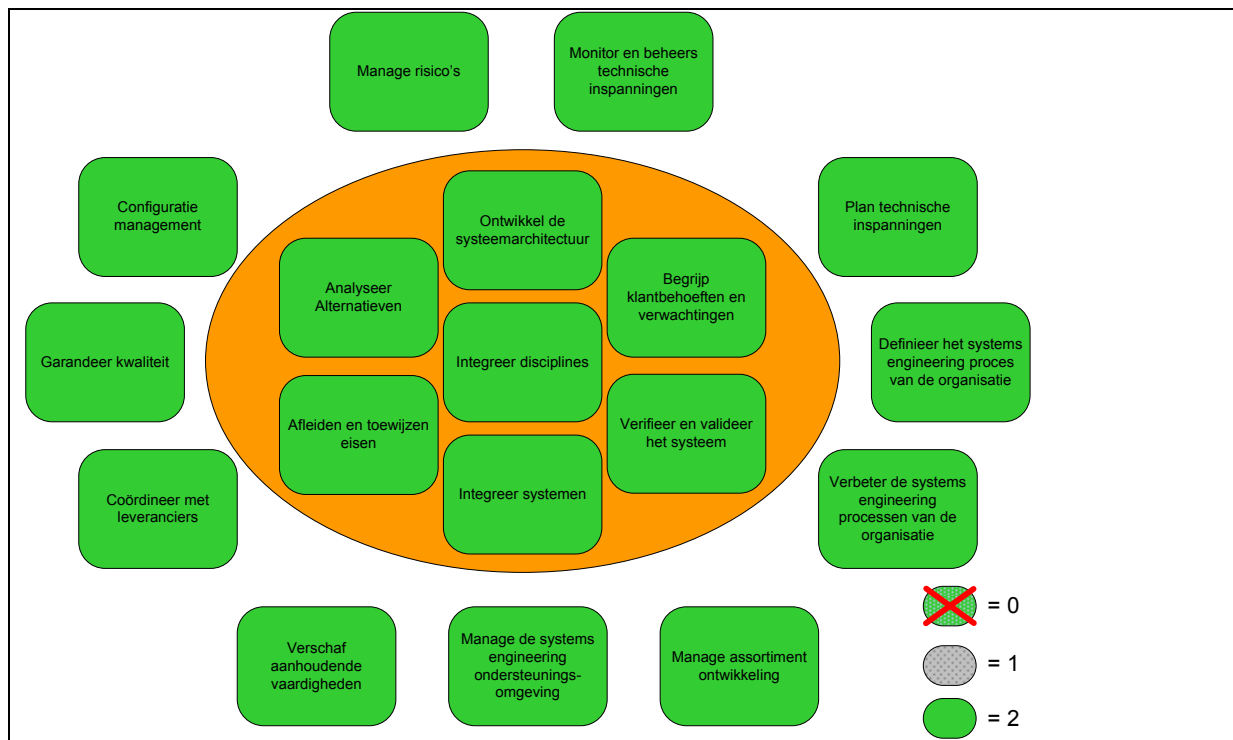 Manage risico's
Monitor en beheers
technische
inspanningen
Configuratie
management
Ontwikkel de
systeemarchitectuur
Plan technische
inspanningen
Analyseer
Alternatieven
Begrijp
klantbehoeften en
verwachtingen
Garandeer kwaliteit
Integreer disciplines
Definieer het systems
engineering proces
van de organisatie
Afleiden en toewijzen
eisen
Verifieer en valideer
het systeem
Coördineer met
leveranciers
Integreer systemen
Verbeter de systems
engineering
processen van de
organisatie
= 0
Verschaf
aanhoudende
vaardigheden
Manage de systems
engineering
ondersteunings-
omgeving
Manage assortiment
ontwikkeling
= 1
= 2